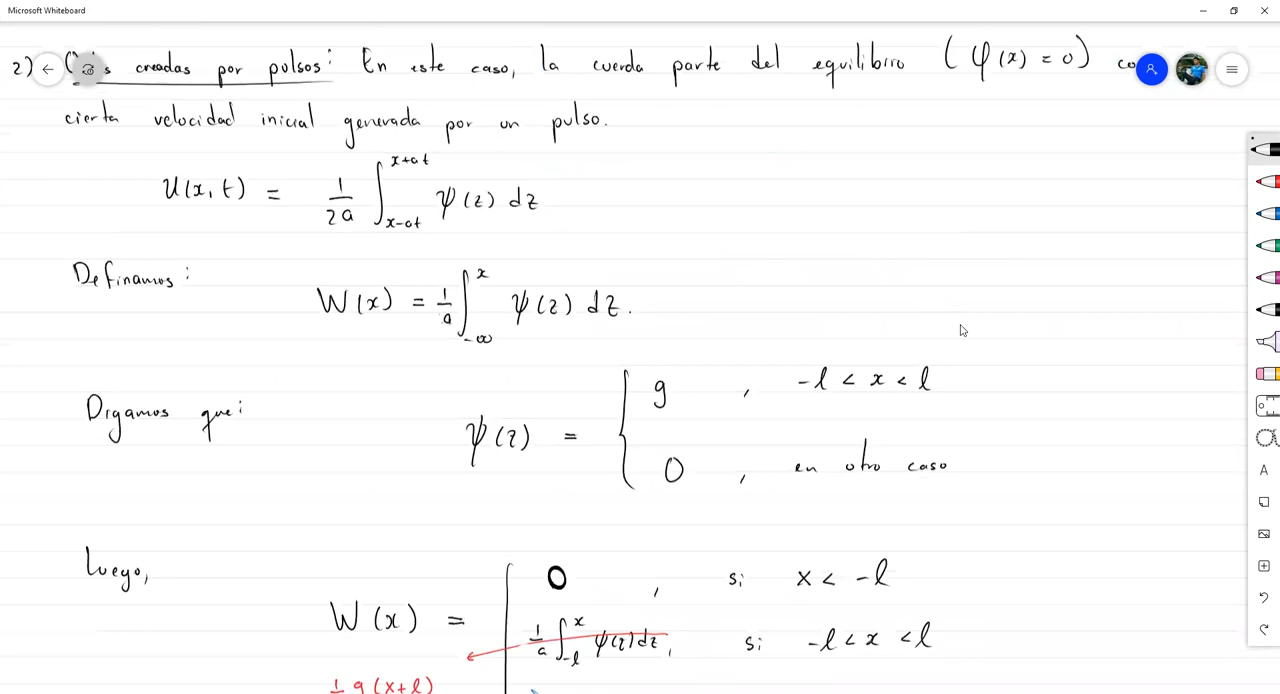 Microsoft Whiteboard
2) s creadas por pulsos: En este caso, la cuerda parte del equilibiro (φ(x) = 0) co
cierta velocidad inicial generada por un pulso.
U(x,t) = 1/2a ∫_{x-at}^{x+at} ψ(z) dz
Definamos:
W(x) = 1/a ∫_{-∞}^{x} ψ(z) dz.
Digamos que:
ψ(z) = { g , -l < x < l
0 , en otro caso
Luego,
W(x) = { 0 , si x < -l
1/a ∫_{-l}^{x} ψ(z)dz, si -l < x < l
1 g(x+l)